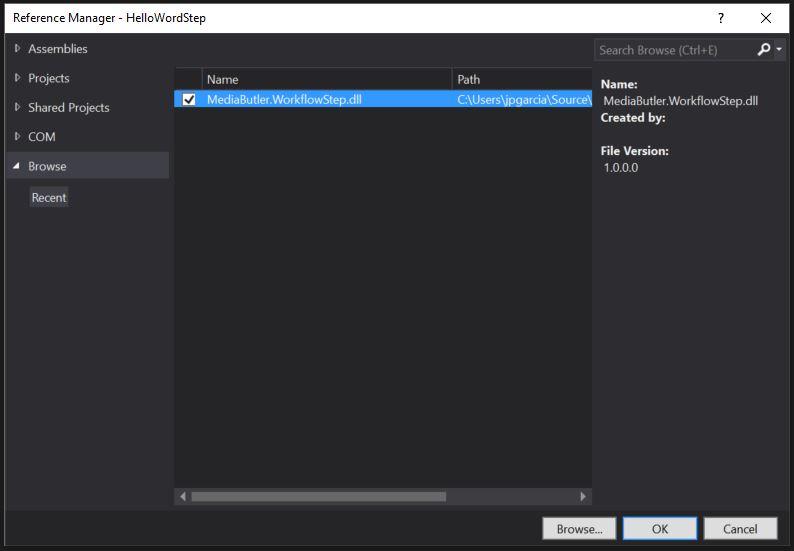 Reference Manager - HelloWordStep
? 
Assemblies
Projects
Shared Projects
COM
Browse
Recent
Name Path
MediaButler.WorkflowStep.dll C:\Users\jpgarcia\Source\
Search Browse (Ctrl+E)
Name:
MediaButler.WorkflowStep.dll
Created by:
File Version:
1.0.0.0
Browse... OK Cancel